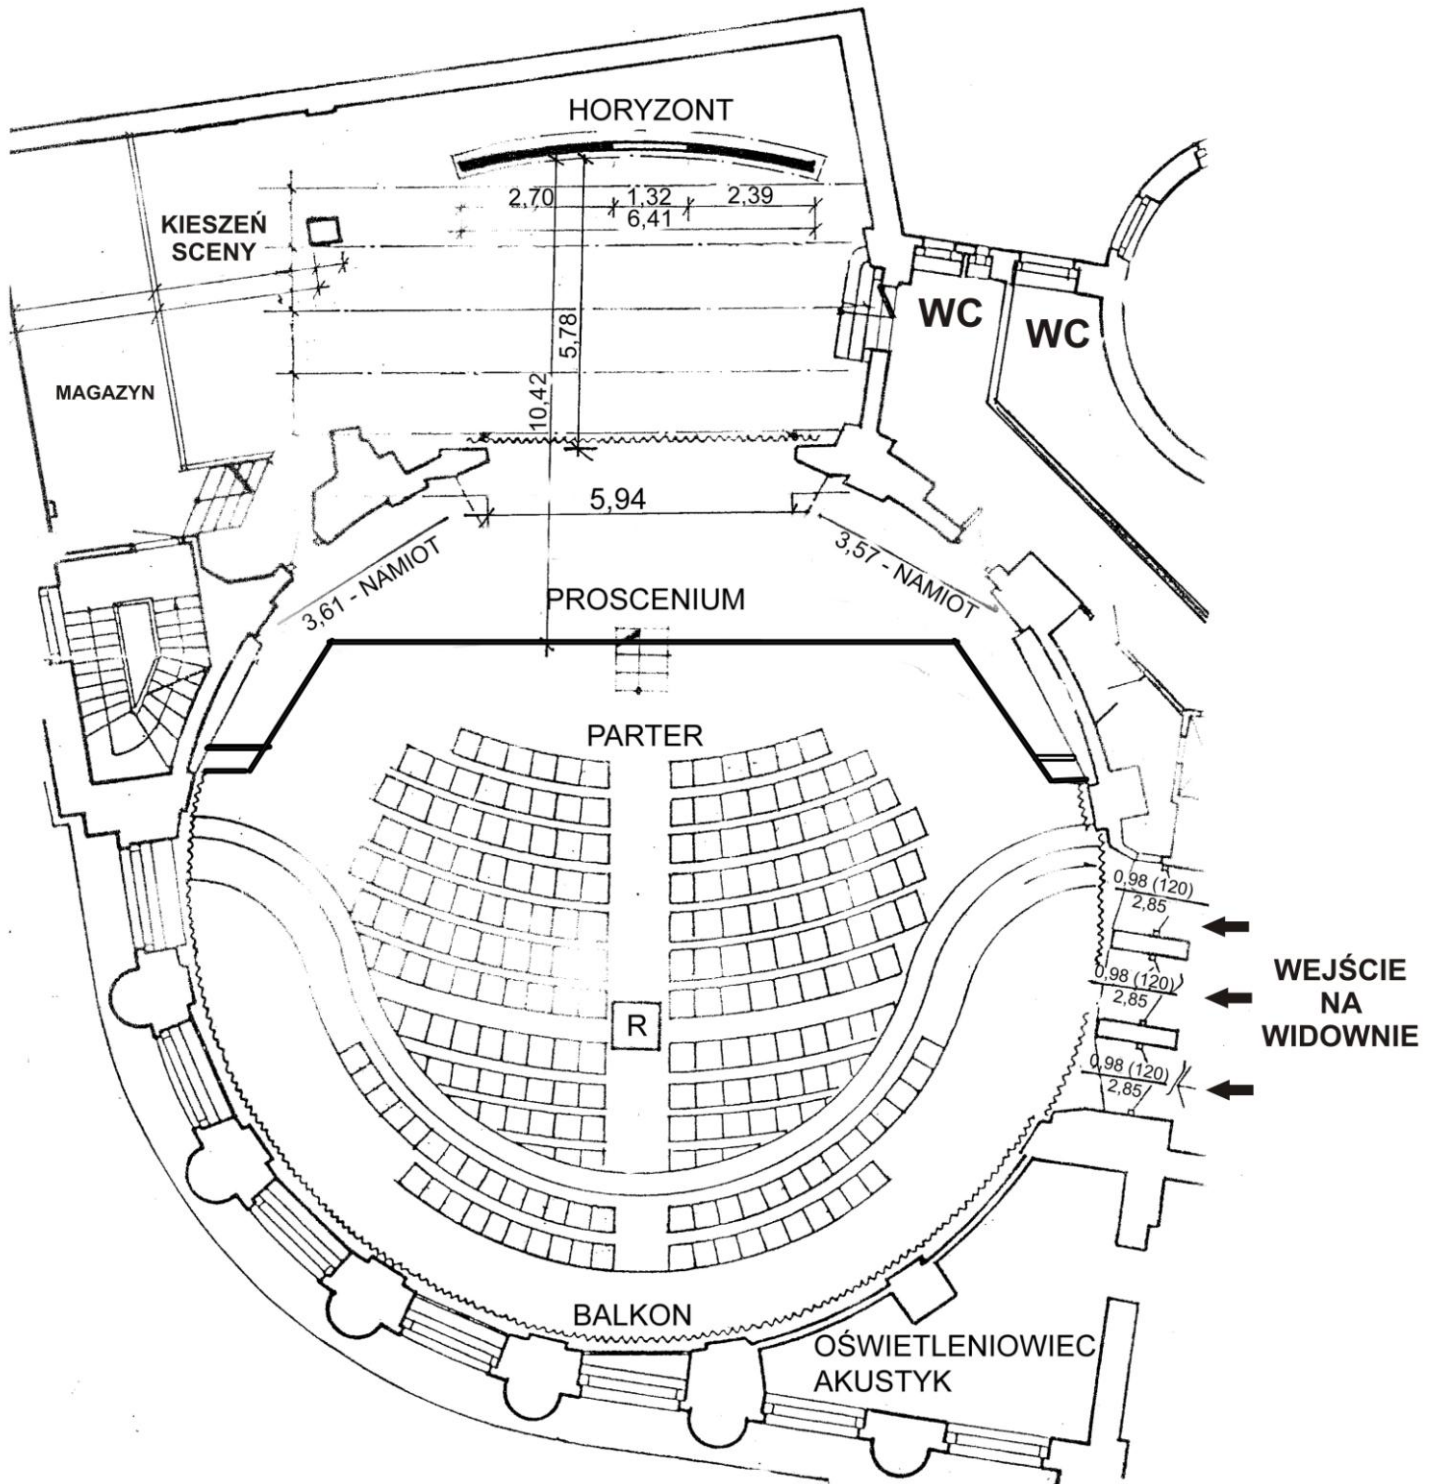 HORYZONT
2,70 1,32 2,39
6,41
KIESZEŃ
SCENY
WC
WC
5,78
MAGAZYN
10,42
5,94
3,61 - NAMIOT
3,57 - NAMIOT
PROSCENIUM
PARTER
0,98 (120)
2,85
0,98 (120)
2,85
WEJŚCIE
NA
WIDOWNIE
R
0,98 (120)
2,85
BALKON
OŚWIETLENIOWIEC
AKUSTYK